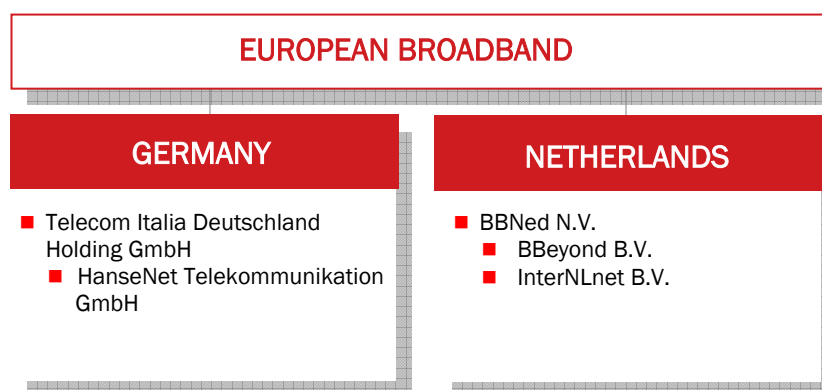 EUROPEAN BROADBAND
GERMANY
Telecom Italia Deutschland
Holding GmbH
HanseNet Telekommunikation
GmbH
NETHERLANDS
BBNed N.V.
BBeyond B.V.
InterNLnet B.V.